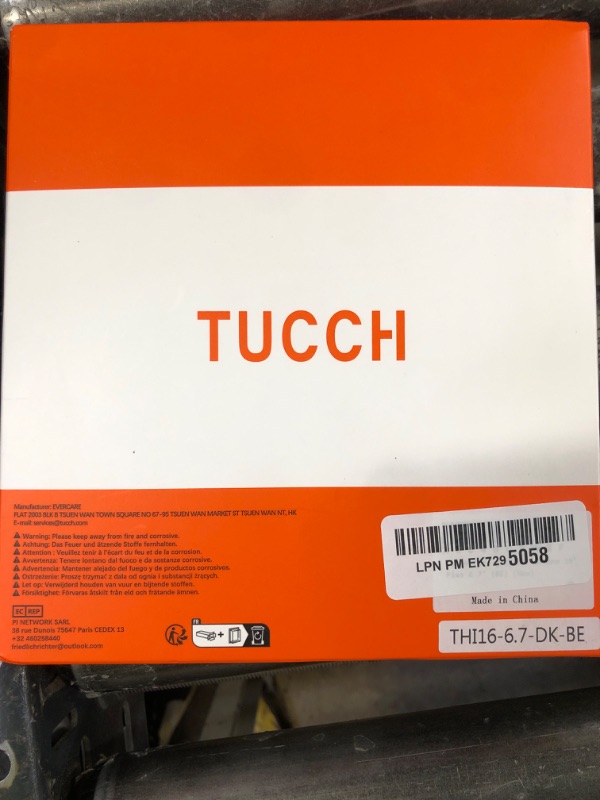 TUCCH
Manufacture: EVERCARE
FLAT 2003 BLK B TSUEN WAN TOWN SQUARE NO 67-95 TSUEN WAN MARKET ST TSUEN WAN NT, HK
E-mail: services@tucch.com
Warning: Please keep away from fire and corrosive.
Achtung: Das Feuer und ätzende Stoffe fernhalten.
Attention : Veuillez tenir à l'écart du feu et de la corrosion.
Avvertenza: Tenere lontano dal fuoco e da sostanze corrosive.
Advertencia: Mantener alejado del fuego y de productos corrosivos.
Ostrzeżenie: Proszę trzymać z dala od ognia i substancji żrących.
Let op: Verwijderd houden van vuur en bijtende stoffen.
Försiktighet: Förvaras åtskilt från eld och frätande ämnen.
EC REP
PI NETWORK SARL
38 rue Dunois 75647 Paris CEDEX 13
+32 460288440
friedlichrichter@outlook.com
FR
+
LPN PM EK729 5058
Made in China
THI16-6.7-DK-BE